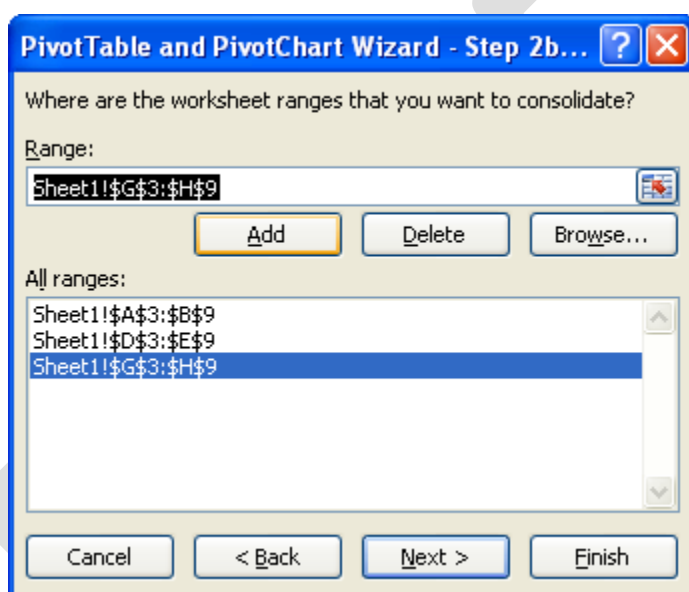 PivotTable and PivotChart Wizard - Step 2b...
Where are the worksheet ranges that you want to consolidate?
Range:
Sheet1!$G$3:$H$9
Add Delete Browse...
All ranges:
Sheet1!$A$3:$B$9
Sheet1!$D$3:$E$9
Sheet1!$G$3:$H$9
Cancel < Back Next > Finish